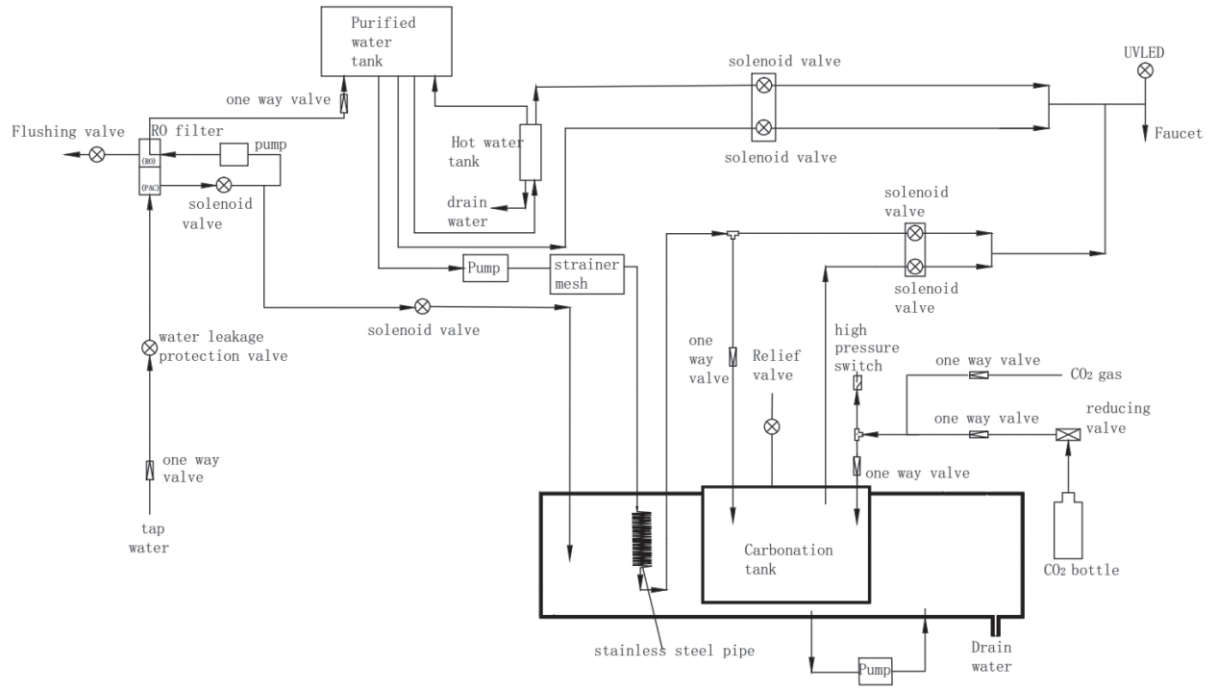 Purified
water
tank
solenoid valve
UVLED
one way valve
Flushing valve
RO filter
pump
(RO)
(PAC)
Hot water
tank
solenoid valve
Faucet
solenoid
valve
drain
water
solenoid
valve
Pump
strainer
mesh
solenoid
valve
solenoid valve
water leakage
protection valve
one
way
valve
Relief
valve
high
pressure
switch
one way valve
CO₂ gas
one way valve
reducing
valve
one way
valve
one way valve
tap
water
Carbonation
tank
CO₂ bottle
stainless steel pipe
Pump
Drain
water